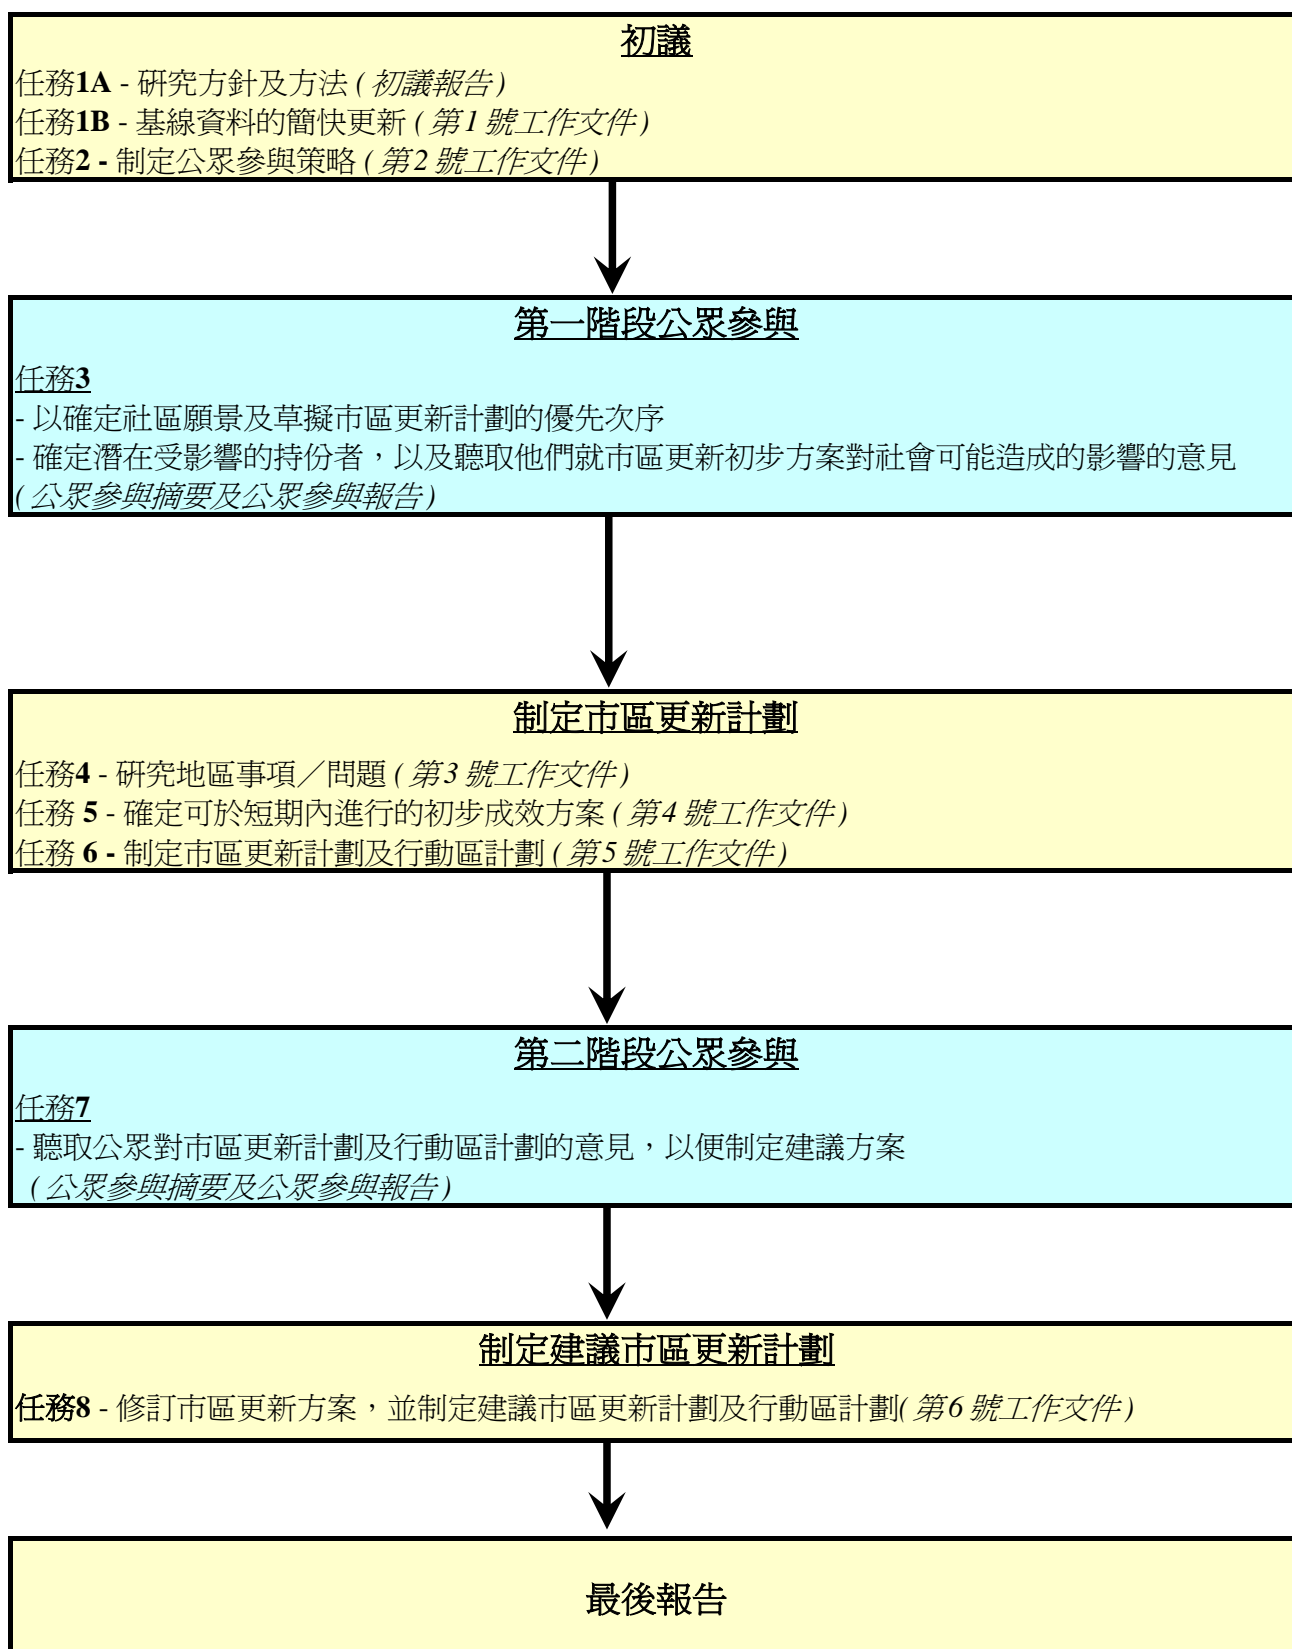 初議
任務1A - 研究方針及方法 (初議報告)
任務1B - 基線資料的簡快更新 (第1號工作文件)
任務2 - 制定公眾參與策略 (第2號工作文件)
第一階段公眾參與
任務3
- 以確定社區願景及草擬市區更新計劃的優先次序
- 確定潛在受影響的持份者，以及聽取他們就市區更新初步方案對社會可能造成的影響的意見
(公眾參與摘要及公眾參與報告)
制定市區更新計劃
任務4 - 研究地區事項／問題 (第3號工作文件)
任務 5 - 確定可於短期內進行的初步成效方案 (第4號工作文件)
任務 6 - 制定市區更新計劃及行動區計劃 (第5號工作文件)
第二階段公眾參與
任務7
- 聽取公眾對市區更新計劃及行動區計劃的意見，以便制定建議方案
(公眾參與摘要及公眾參與報告)
制定建議市區更新計劃
任務8 - 修訂市區更新方案，並制定建議市區更新計劃及行動區計劃(第6號工作文件)
最後報告